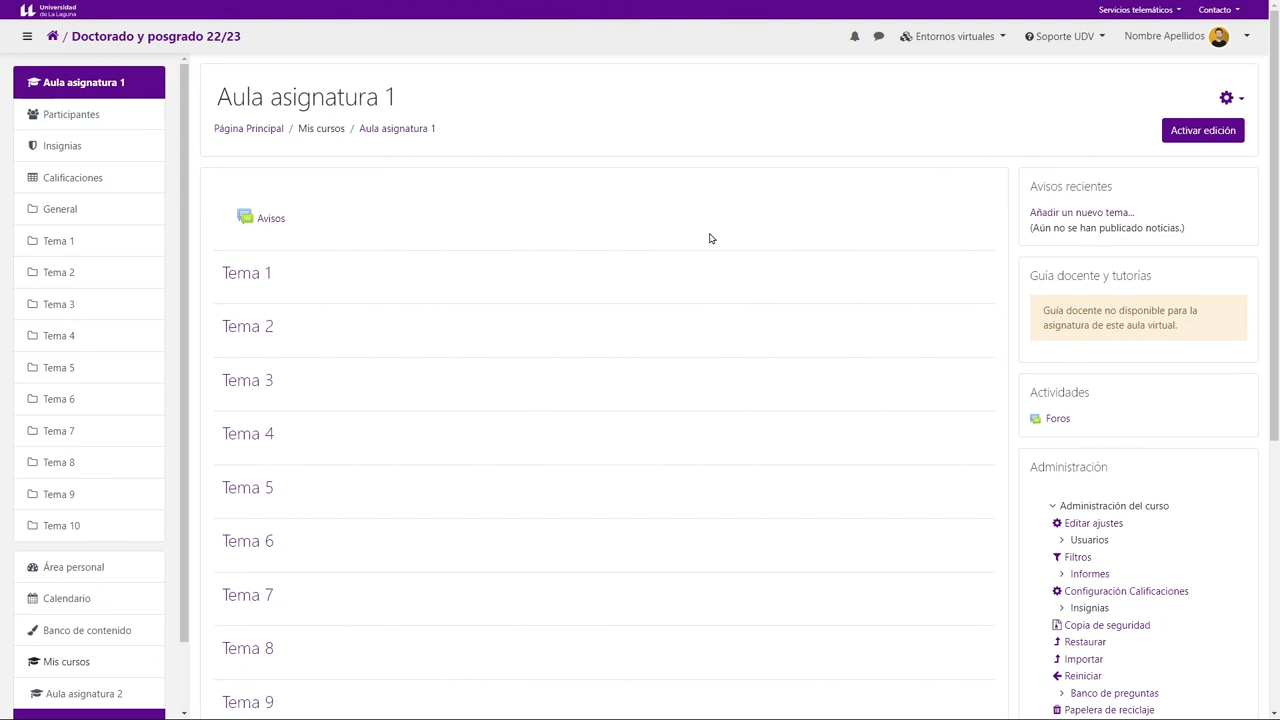 Universidad
de La Laguna
Servicios telemáticos
Contacto
/ Doctorado y posgrado 22/23
Entornos virtuales
Soporte UDV
Nombre Apellidos
Aula asignatura 1
Participantes
Insignias
Calificaciones
General
Tema 1
Tema 2
Tema 3
Tema 4
Tema 5
Tema 6
Tema 7
Tema 8
Tema 9
Tema 10
Área personal
Calendario
Banco de contenido
Mis cursos
Aula asignatura 2
Aula asignatura 1
Página Principal / Mis cursos / Aula asignatura 1
Activar edición
Avisos
Tema 1
Tema 2
Tema 3
Tema 4
Tema 5
Tema 6
Tema 7
Tema 8
Tema 9
Avisos recientes
Añadir un nuevo tema...
(Aún no se han publicado noticias.)
Guía docente y tutorías
Guía docente no disponible para la
asignatura de este aula virtual.
Actividades
Foros
Administración
Administración del curso
Editar ajustes
Usuarios
Filtros
Informes
Configuración Calificaciones
Insignias
Copia de seguridad
Restaurar
Importar
Reiniciar
Banco de preguntas
Papelera de reciclaje